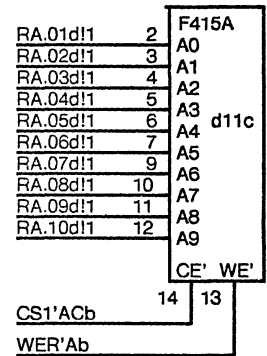 F415A
RA.01d!1 2 A0
RA.02d!1 3 A1
RA.03d!1 4 A2
RA.04d!1 5 A3
d11c
RA.05d!1 6 A4
RA.06d!1 7 A5
RA.07d!1 9 A6
RA.08d!1 10 A7
RA.09d!1 11 A8
RA.10d!1 12 A9
CE' WE'
14 13
CS1'ACb
WER'Ab